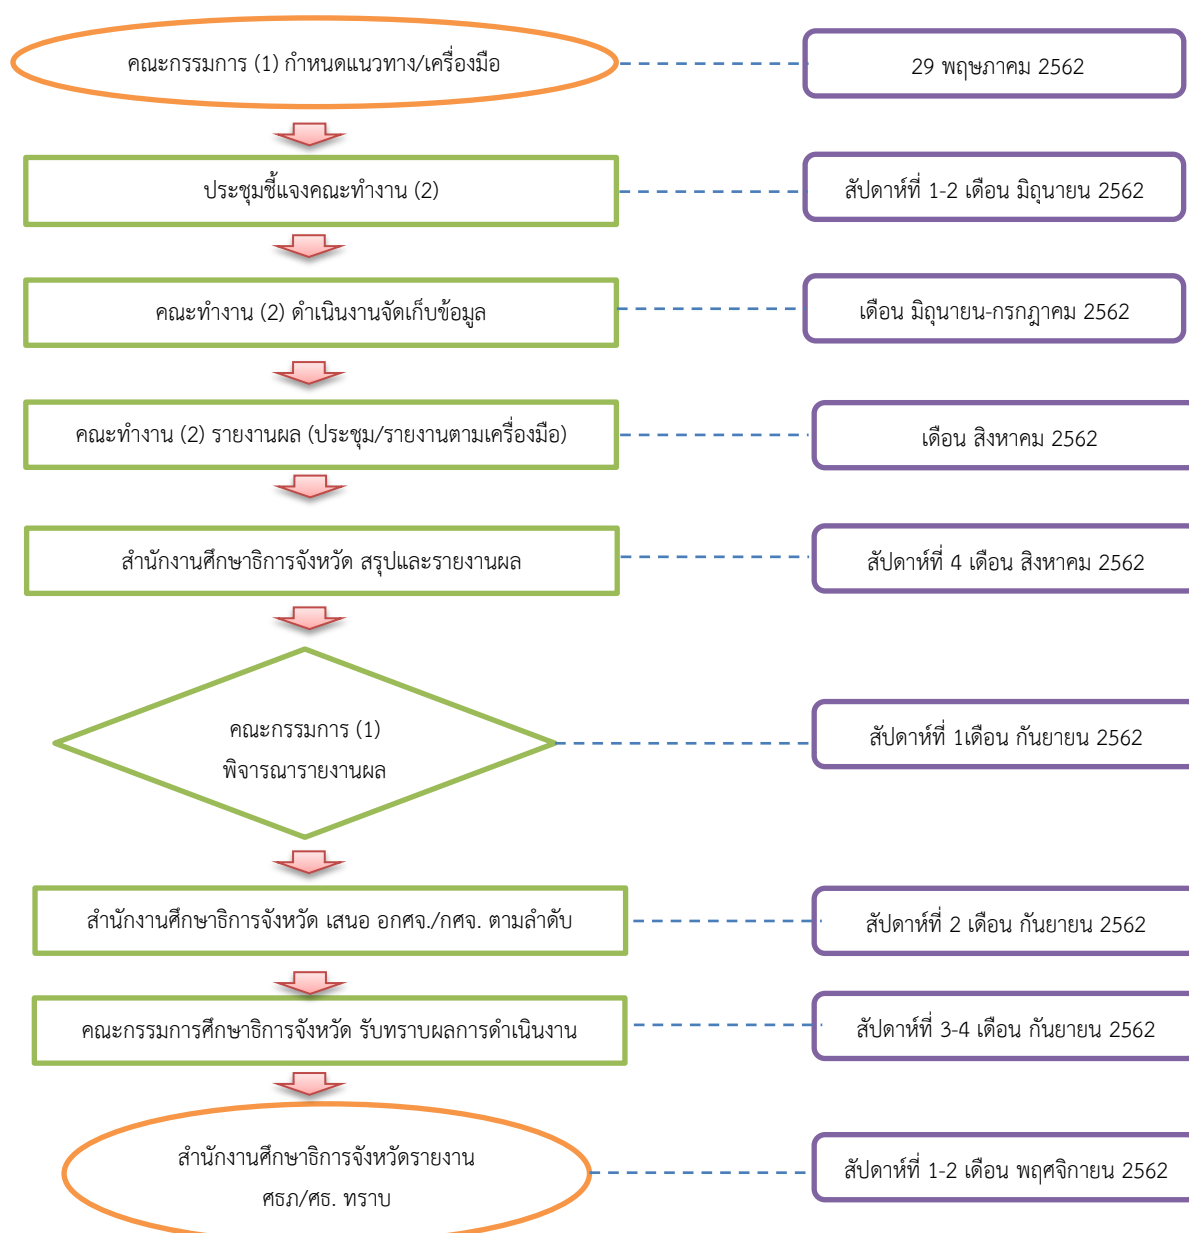 คณะกรรมการ (1) กำหนดแนวทาง/เครื่องมือ
29 พฤษภาคม 2562
ประชุมชี้แจงคณะทำงาน (2)
สัปดาห์ที่ 1-2 เดือน มิถุนายน 2562
คณะทำงาน (2) ดำเนินงานจัดเก็บข้อมูล
เดือน มิถุนายน-กรกฎาคม 2562
คณะทำงาน (2) รายงานผล (ประชุม/รายงานตามเครื่องมือ)
เดือน สิงหาคม 2562
สำนักงานศึกษาธิการจังหวัด สรุปและรายงานผล
สัปดาห์ที่ 4 เดือน สิงหาคม 2562
คณะกรรมการ (1)
พิจารณารายงานผล
สัปดาห์ที่ 1เดือน กันยายน 2562
สำนักงานศึกษาธิการจังหวัด เสนอ อกศจ./กศจ. ตามลำดับ
สัปดาห์ที่ 2 เดือน กันยายน 2562
คณะกรรมการศึกษาธิการจังหวัด รับทราบผลการดำเนินงาน
สัปดาห์ที่ 3-4 เดือน กันยายน 2562
สำนักงานศึกษาธิการจังหวัดรายงาน
ศธภ/ศธ. ทราบ
สัปดาห์ที่ 1-2 เดือน พฤศจิกายน 2562